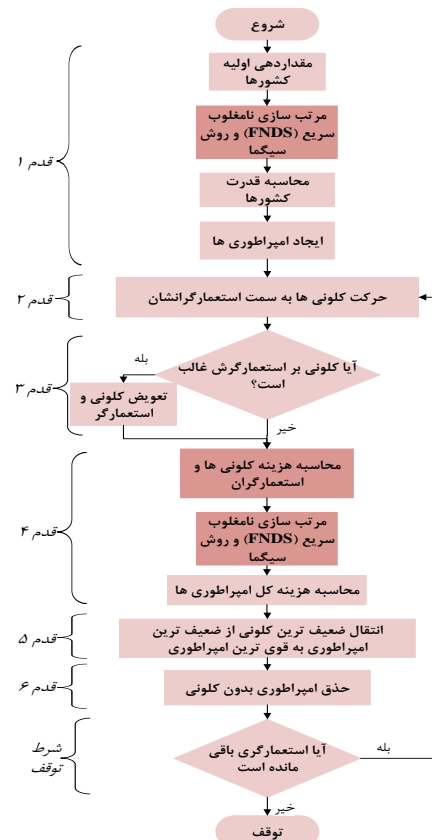 شروع
مقداردهی اولیه
کشورها
مرتب سازی نامغلوب
سریع (FNDS) و روش
سیگما
محاسبه قدرت
کشورها
ایجاد امپراطوری ها
قدم ۱
حرکت کلونی ها به سمت استعمارگرانشان
قدم ۲
آیا کلونی بر استعمارگرش غالب
است؟
بله
تعویض کلونی و
استعمارگر
خیر
قدم ۳
محاسبه هزینه کلونی ها و
استعمارگران
مرتب سازی نامغلوب
سریع (FNDS) و روش
سیگما
محاسبه هزینه کل امپراطوری ها
قدم ۴
انتقال ضعیف ترین کلونی از ضعیف ترین
امپراطوری به قوی ترین امپراطوری
قدم ۵
حذق امپراطوری بدون کلونی
قدم ۶
آیا استعمارگری باقی
مانده است
بله
خیر
شرط
توقف
توقف